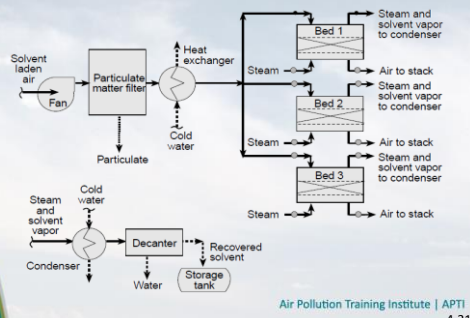 Solvent
laden
air
Fan
Particulate
matter filter
Particulate
Heat
exchanger
Cold
water
Bed 1
Steam and
solvent vapor
to condenser
Steam
Air to stack
Bed 2
Steam and
solvent vapor
to condenser
Steam
Air to stack
Bed 3
Steam and
solvent vapor
to condenser
Steam
Air to stack
Steam
and
solvent
vapor
Cold
water
Condenser
Decanter
Water
Recovered
solvent
Storage
tank
Air Pollution Training Institute | APTI